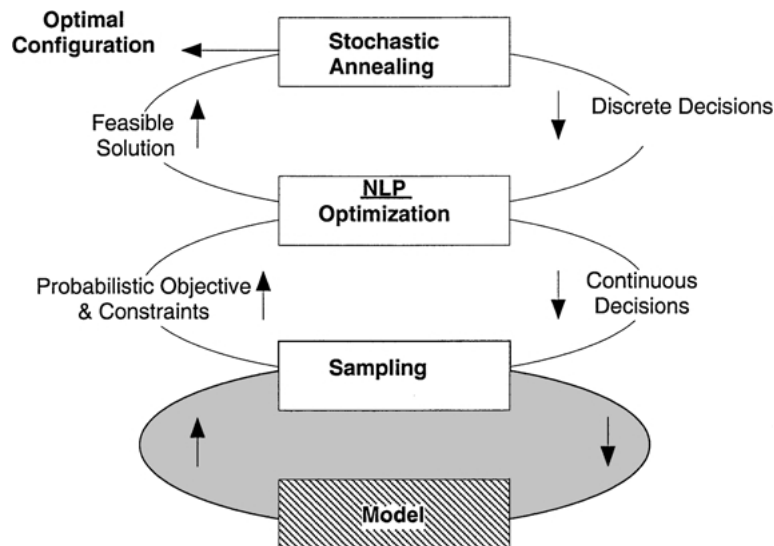 Optimal
Configuration
Stochastic
Annealing
Feasible
Solution
Discrete Decisions
NLP
Optimization
Probabilistic Objective
& Constraints
Continuous
Decisions
Sampling
Model